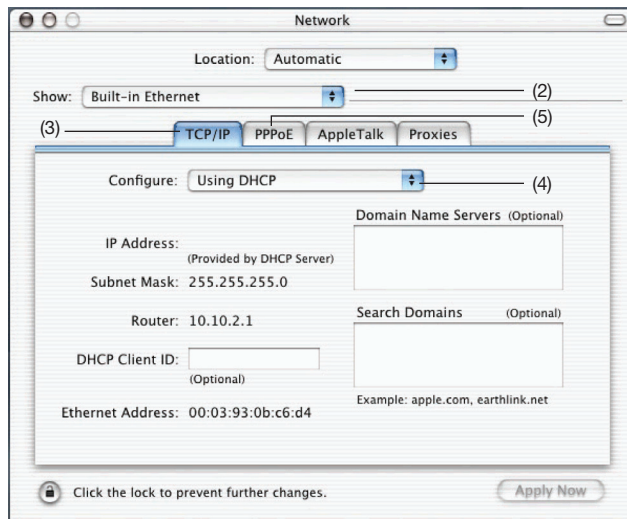 Network
Location: Automatic
Show: Built-in Ethernet (2)
(5)
(3)
TCP/IP PPPoE AppleTalk Proxies
Configure: Using DHCP (4)
Domain Name Servers (Optional)
IP Address:
(Provided by DHCP Server)
Subnet Mask: 255.255.255.0
Router: 10.10.2.1
Search Domains (Optional)
DHCP Client ID:
(Optional)
Example: apple.com, earthlink.net
Ethernet Address: 00:03:93:0b:c6:d4
Click the lock to prevent further changes.
Apply Now